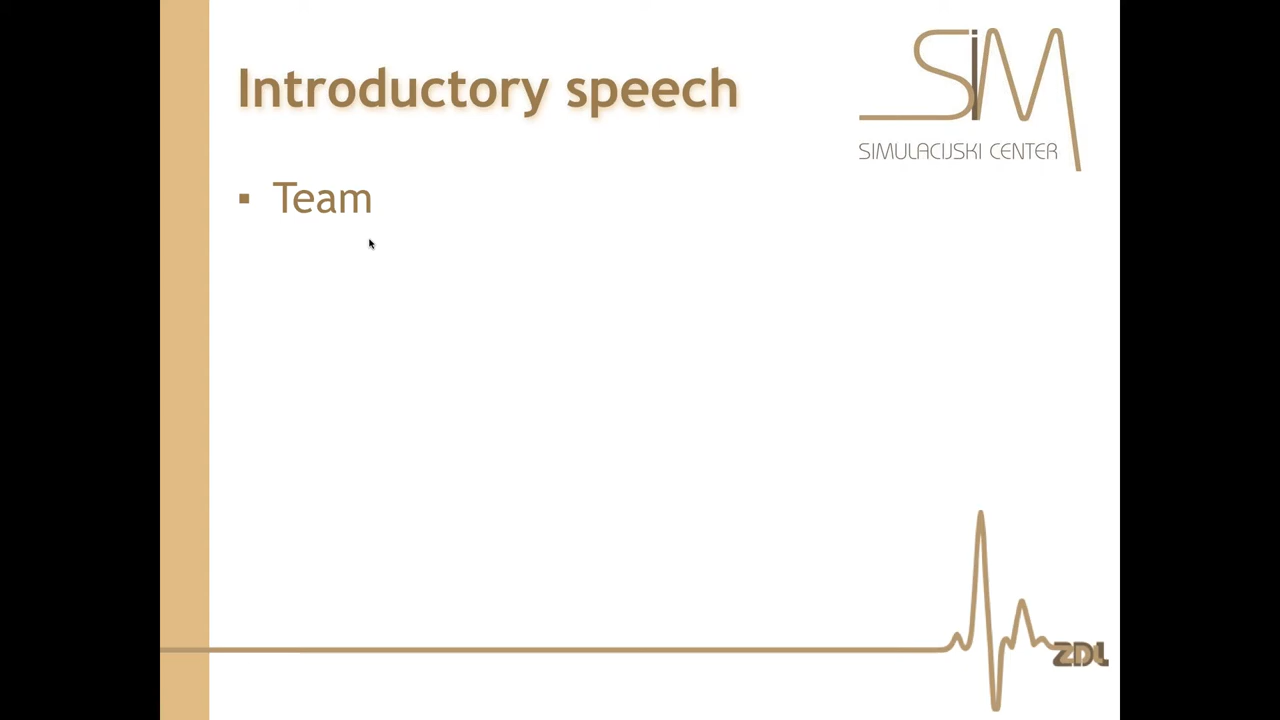 Introductory speech
SiM
SIMULACIJSKI CENTER
▪ Team
ZDL